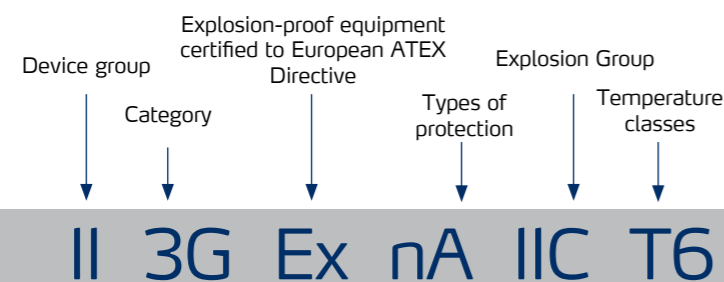 Explosion-proof equipment
certified to European ATEX
Directive
Device group
Explosion Group
Category
Types of
protection
Temperature
classes
II 3G Ex nA IIC T6